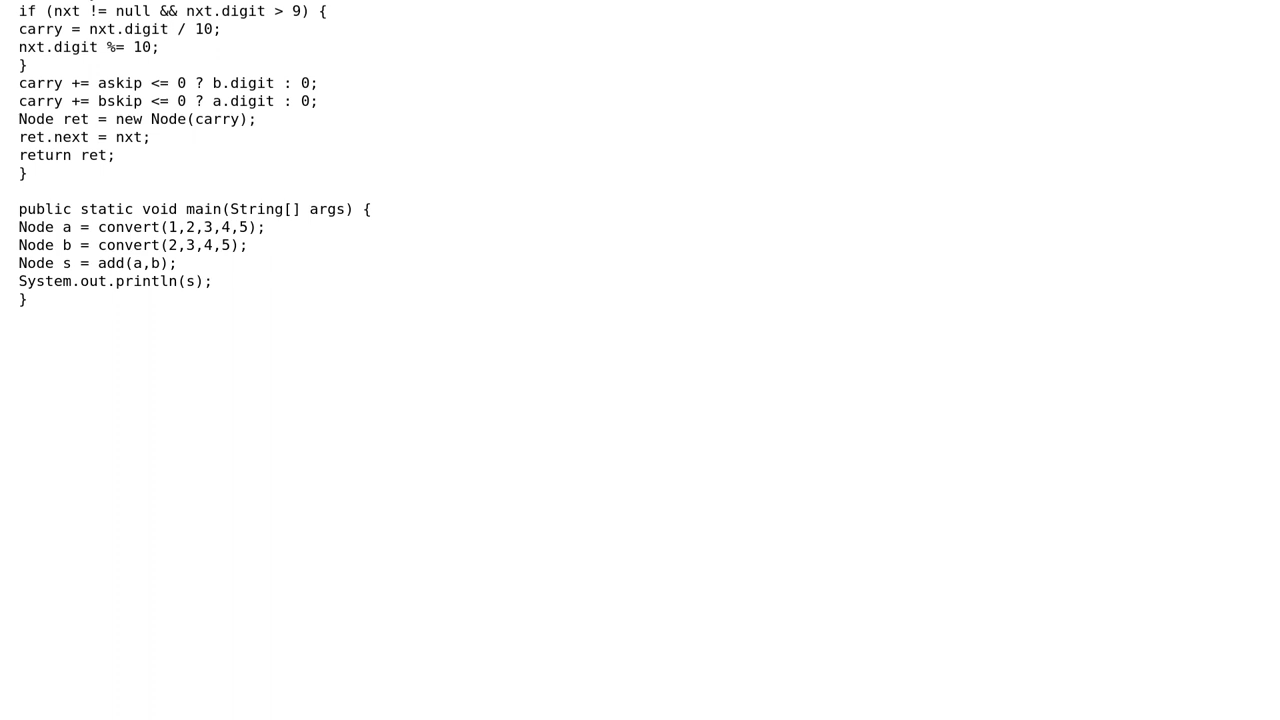 if (nxt != null && nxt.digit > 9) {
carry = nxt.digit / 10;
nxt.digit %= 10;
}
carry += askip <= 0 ? b.digit : 0;
carry += bskip <= 0 ? a.digit : 0;
Node ret = new Node(carry);
ret.next = nxt;
return ret;
}

public static void main(String[] args) {
Node a = convert(1,2,3,4,5);
Node b = convert(2,3,4,5);
Node s = add(a,b);
System.out.println(s);
}